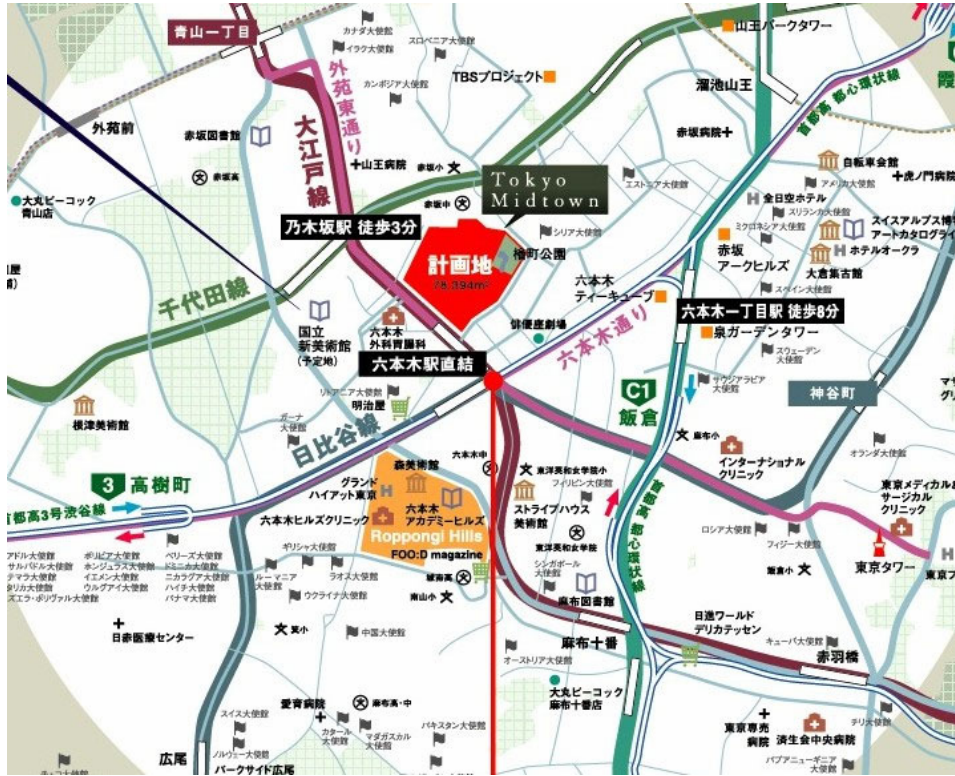 青山一丁目
カナダ大使館
イラク大使館
スロベニア大使館
カンボジア大使館
山王パークタワー
TBSプロジェクト
溜池山王
首都高 都心環状線
外苑前
外苑東通り
大江戸線
赤坂図書館
赤坂高
山王病院
赤坂小
赤坂中
赤坂病院
自転車会館
アメリカ大使館
虎ノ門病院
エストニア大使館
全日空ホテル
スリランカ大使館
ミクロネシア大使館
大丸ピーコック
青山店
Tokyo
Midtown
乃木坂駅 徒歩3分
シリア大使館
檜町公園
計画地
78,394m²
赤坂
アークヒルズ
ホテルオークラ
大倉集古館
スペイン大使館
千代田線
国立
新美術館
(予定地)
六本木
外科胃腸科
六本木
ティーキューブ
俳優座劇場
六本木通り
六本木一丁目駅 徒歩8分
泉ガーデンタワー
スウェーデン
大使館
六本木駅直結
サウジアラビア
大使館
神谷町
リトアニア大使館
明治屋
ガーナ
大使館
根津美術館
日比谷線
C1
飯倉
麻布小
インターナショナル
クリニック
オランダ大使館
3
高樹町
首都高3号渋谷線
森美術館
六本木中
グランド
ハイアット東京
六本木ヒルズクリニック
六本木
アカデミーヒルズ
Roppongi Hills
FOO:D magazine
東洋英和女学院小
フィリピン大使館
ストライプハウス
美術館
東洋英和女学院
首都高 都心環状線
東京メディカル&
サージカル
クリニック
ロシア大使館
フィジー大使館
飯倉小
東京タワー
ボリビア大使館
ホンジュラス大使館
イエメン大使館
ウルグアイ大使館
ベリーズ大使館
ドミニカ大使館
ニカラグア大使館
ハイチ大使館
パナマ大使館
ギリシャ大使館
ルーマニア
大使館
ラオス大使館
ウクライナ大使館
城南高
南山小
シンガポール
大使館
麻布図書館
日赤医療センター
笄小
中国大使館
麻布十番
オーストリア大使館
日進ワールド
デリカテッセン
キューバ大使館
赤羽橋
大丸ピーコック
麻布十番店
愛育病院
麻布高・中
スイス大使館
ノルウェー大使館
カタール
大使館
マダガスカル
大使館
パキスタン大使館
広尾
パークサイド広尾
東京専売
病院
済生会中央病院
チリ大使館
パプアニューギニア
大使館